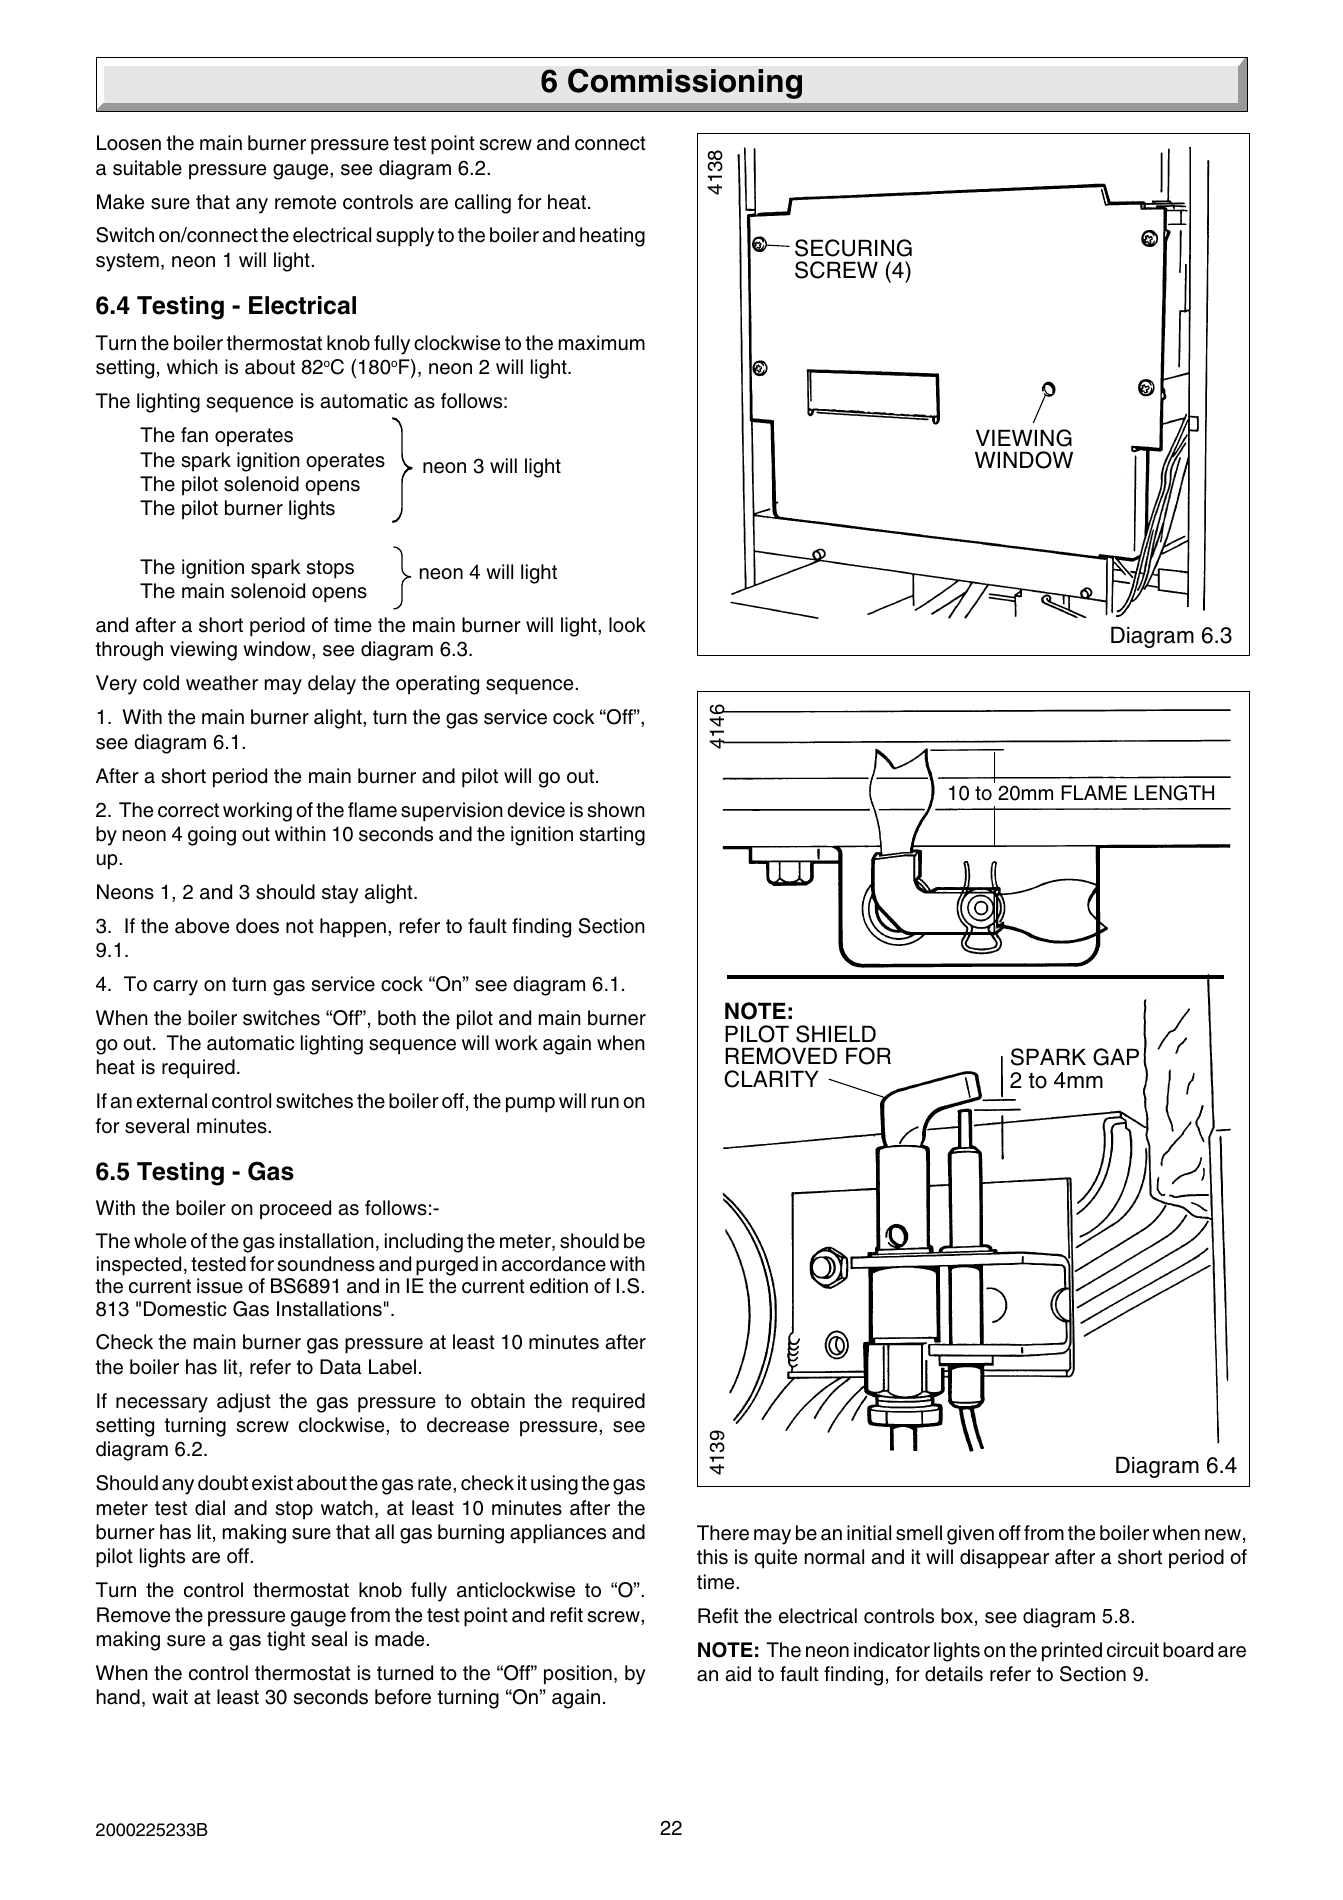 6 Commissioning
Loosen the main burner pressure test point screw and connect
a suitable pressure gauge, see diagram 6.2.
Make sure that any remote controls are calling for heat.
Switch on/connect the electrical supply to the boiler and heating
system, neon 1 will light.
6.4 Testing - Electrical
Turn the boiler thermostat knob fully clockwise to the maximum
setting, which is about 82ºC (180ºF), neon 2 will light.
The lighting sequence is automatic as follows:
The fan operates
The spark ignition operates
The pilot solenoid opens
The pilot burner lights
neon 3 will light
The ignition spark stops
The main solenoid opens
neon 4 will light
and after a short period of time the main burner will light, look
through viewing window, see diagram 6.3.
Very cold weather may delay the operating sequence.
1. With the main burner alight, turn the gas service cock “Off”,
see diagram 6.1.
After a short period the main burner and pilot will go out.
2. The correct working of the flame supervision device is shown
by neon 4 going out within 10 seconds and the ignition starting
up.
Neons 1, 2 and 3 should stay alight.
3. If the above does not happen, refer to fault finding Section
9.1.
4. To carry on turn gas service cock “On” see diagram 6.1.
When the boiler switches “Off”, both the pilot and main burner
go out. The automatic lighting sequence will work again when
heat is required.
If an external control switches the boiler off, the pump will run on
for several minutes.
6.5 Testing - Gas
With the boiler on proceed as follows:-
The whole of the gas installation, including the meter, should be
inspected, tested for soundness and purged in accordance with
the current issue of BS6891 and in IE the current edition of I.S.
813 "Domestic Gas Installations".
Check the main burner gas pressure at least 10 minutes after
the boiler has lit, refer to Data Label.
If necessary adjust the gas pressure to obtain the required
setting turning screw clockwise, to decrease pressure, see
diagram 6.2.
Should any doubt exist about the gas rate, check it using the gas
meter test dial and stop watch, at least 10 minutes after the
burner has lit, making sure that all gas burning appliances and
pilot lights are off.
Turn the control thermostat knob fully anticlockwise to “O”.
Remove the pressure gauge from the test point and refit screw,
making sure a gas tight seal is made.
When the control thermostat is turned to the “Off” position, by
hand, wait at least 30 seconds before turning “On” again.
4138
SECURING
SCREW (4)
VIEWING
WINDOW
Diagram 6.3
4146
10 to 20mm FLAME LENGTH
NOTE:
PILOT SHIELD
REMOVED FOR
CLARITY
SPARK GAP
2 to 4mm
4139
Diagram 6.4
There may be an initial smell given off from the boiler when new,
this is quite normal and it will disappear after a short period of
time.
Refit the electrical controls box, see diagram 5.8.
NOTE: The neon indicator lights on the printed circuit board are
an aid to fault finding, for details refer to Section 9.
2000225233B
22